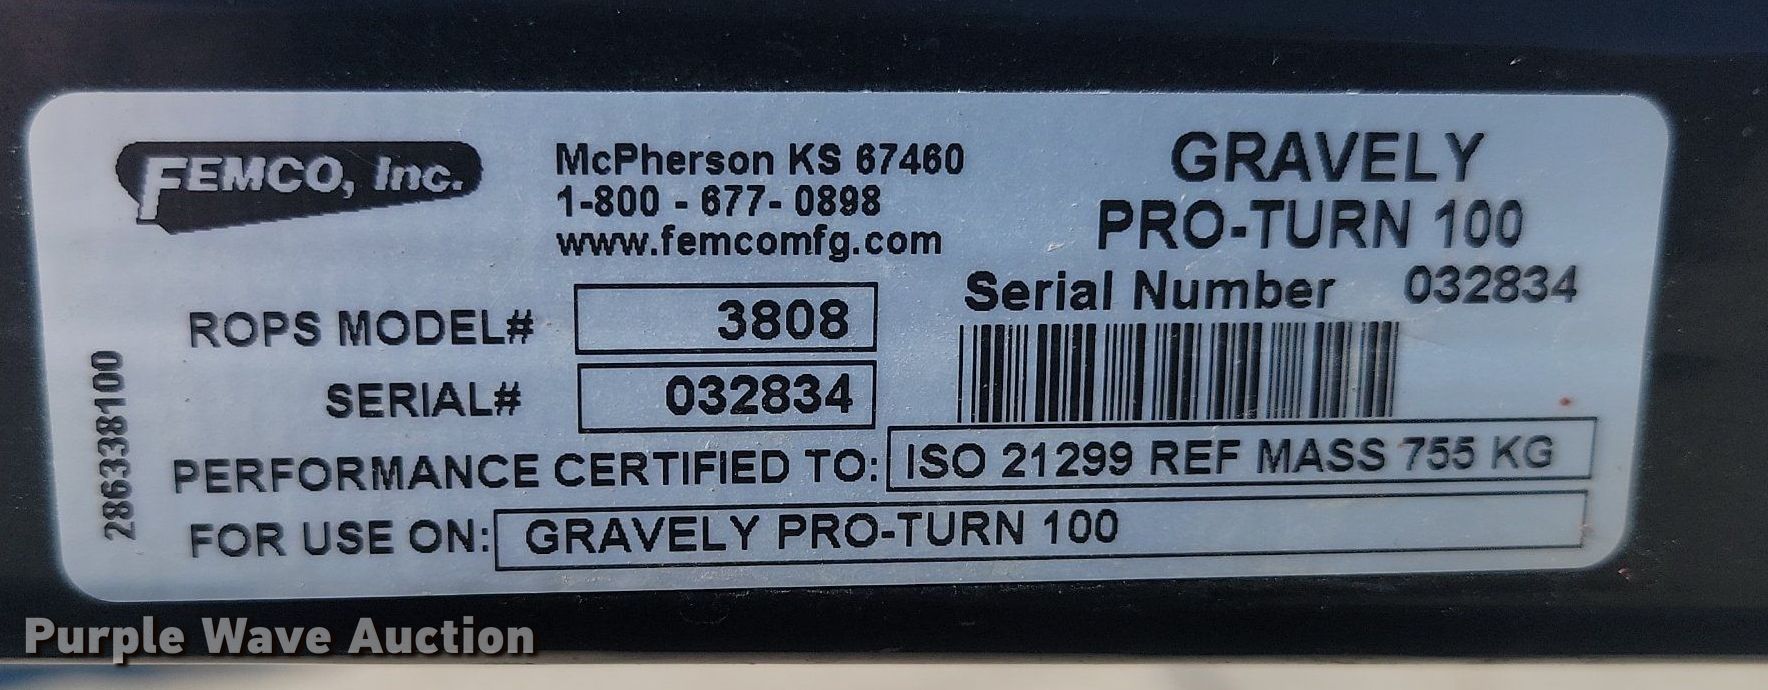 FEMCO, Inc.
McPherson KS 67460
1-800 - 677- 0898
www.femcomfg.com
GRAVELY
PRO-TURN 100
Serial Number 032834
ROPS MODEL# 3808
SERIAL# 032834
PERFORMANCE CERTIFIED TO: ISO 21299 REF MASS 755 KG
FOR USE ON: GRAVELY PRO-TURN 100
2863381 00
Purple Wave Auction